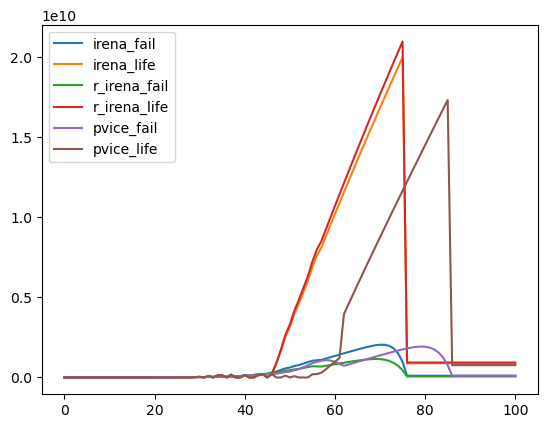 1e10
irena_fail
irena_life
r_irena_fail
r_irena_life
pvice_fail
pvice_life
2.0
1.5
1.0
0.5
0.0
0 20 40 60 80 100